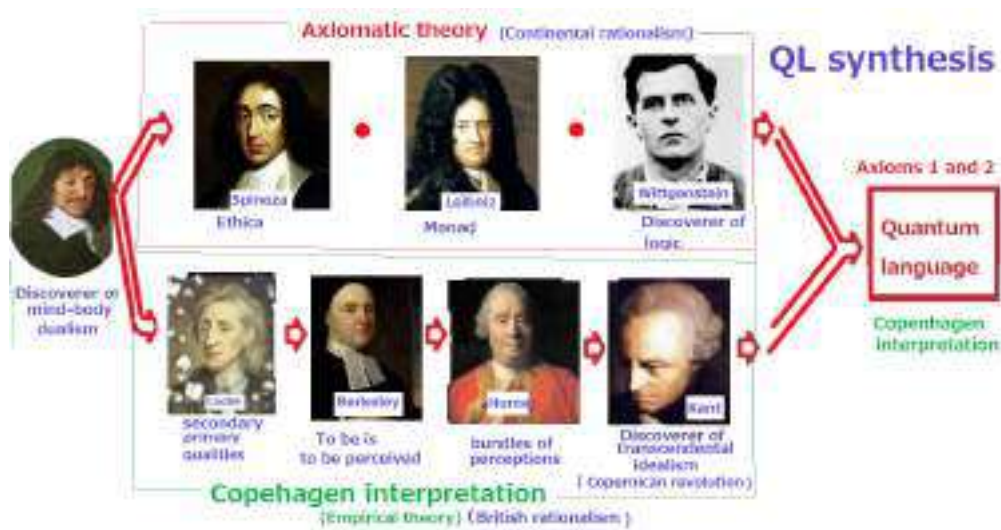 Axiomatic theory (Continental rationalism)
QL synthesis
Spinoza
Ethica
Leibniz
Monad
Wittgenstein
Discoverer of
logic
Axioms 1 and 2
Quantum
language
Copenhagen
interpretation
Discoverer of
mind-body
dualism
Locke
secondary
primary
qualities
Berkeley
To be is
to be perceived
Hume
bundles of
perceptions
Kant
Discoverer of
transcendental
idealism
(Copernican revolution)
Copehagen interpretation
(Empirical theory) (British rationalism)